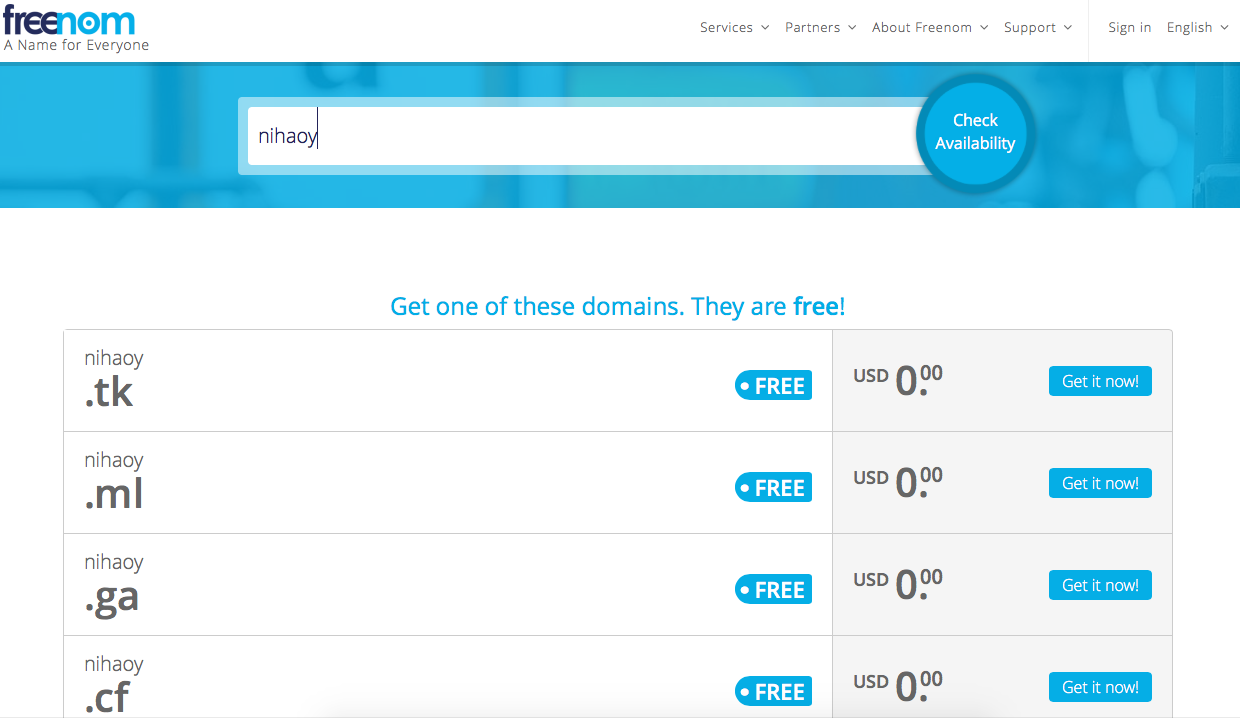 freenom
A Name for Everyone
Services Partners About Freenom Support Sign in English
nihaoy
Check
Availability
Get one of these domains. They are free!
nihaoy
.tk
FREE
USD 0.00
Get it now!
nihaoy
.ml
FREE
USD 0.00
Get it now!
nihaoy
.ga
FREE
USD 0.00
Get it now!
nihaoy
.cf
FREE
USD 0.00
Get it now!